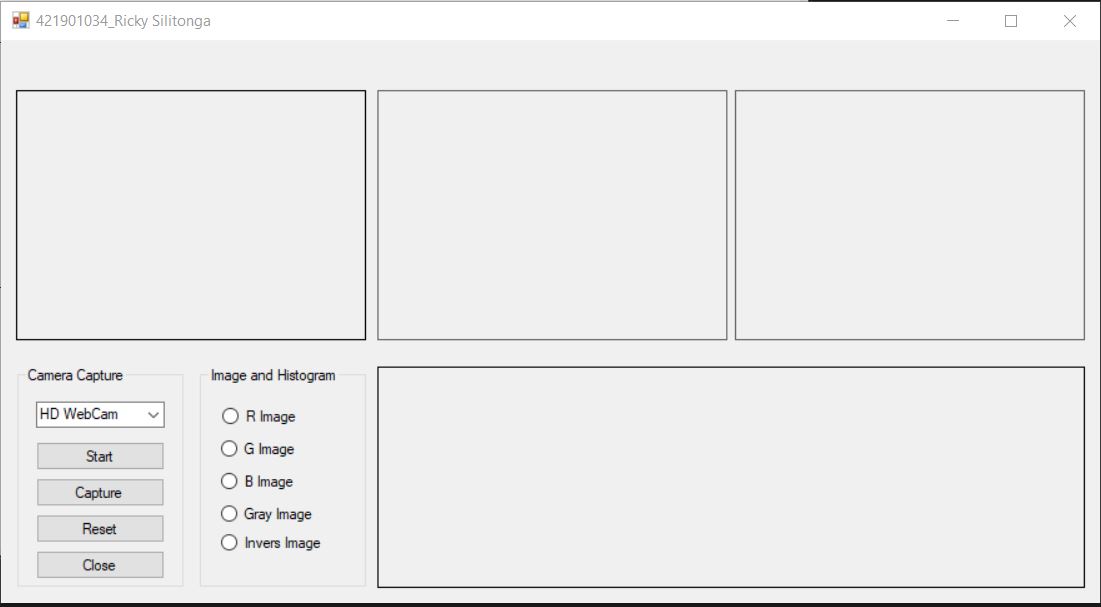 421901034_Ricky Silitonga
Camera Capture
HD WebCam
Start
Capture
Reset
Close
Image and Histogram
R Image
G Image
B Image
Gray Image
Invers Image